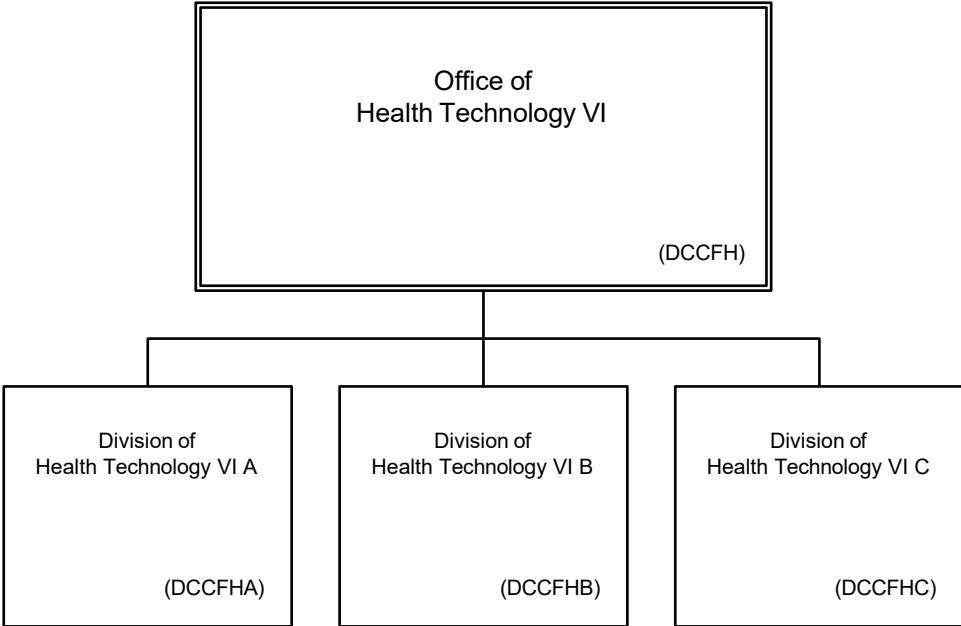 Office of
Health Technology VI
(DCCFH)
Division of
Health Technology VI A
(DCCFHA)
Division of
Health Technology VI B
(DCCFHB)
Division of
Health Technology VI C
(DCCFHC)